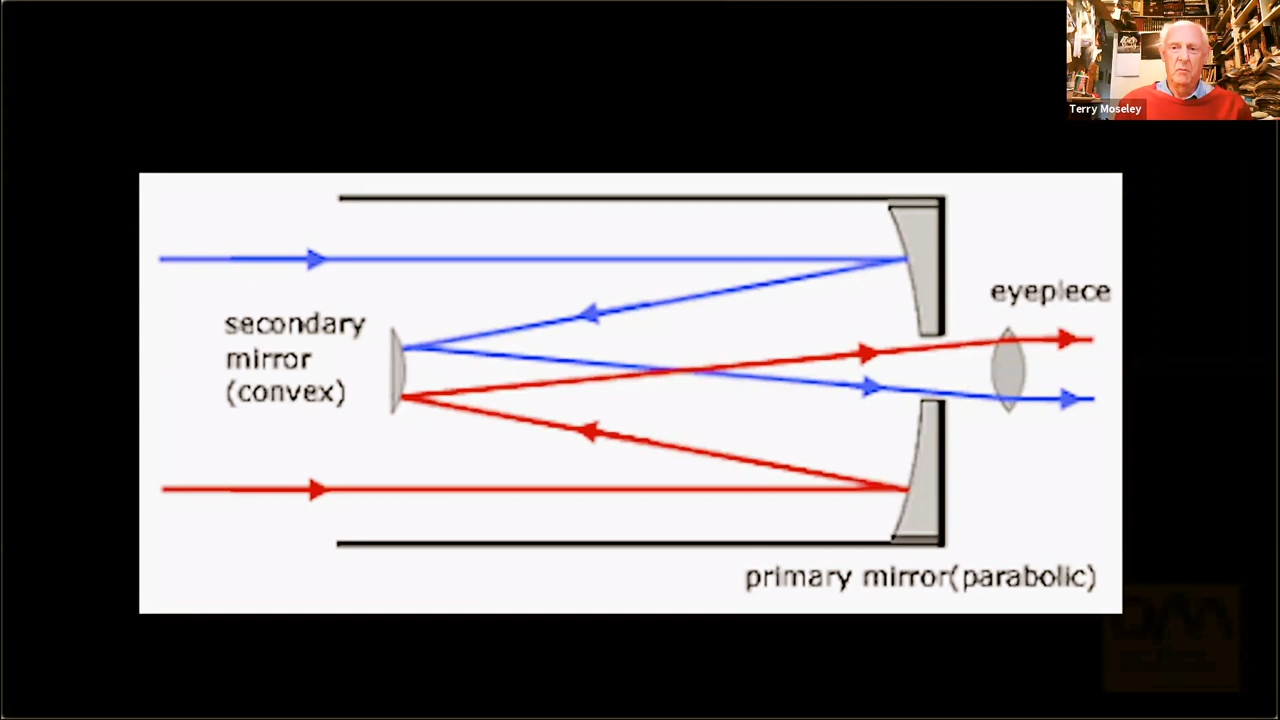 Terry Moseley
eyepiece
secondary
mirror
(convex)
primary mirror(parabolic)